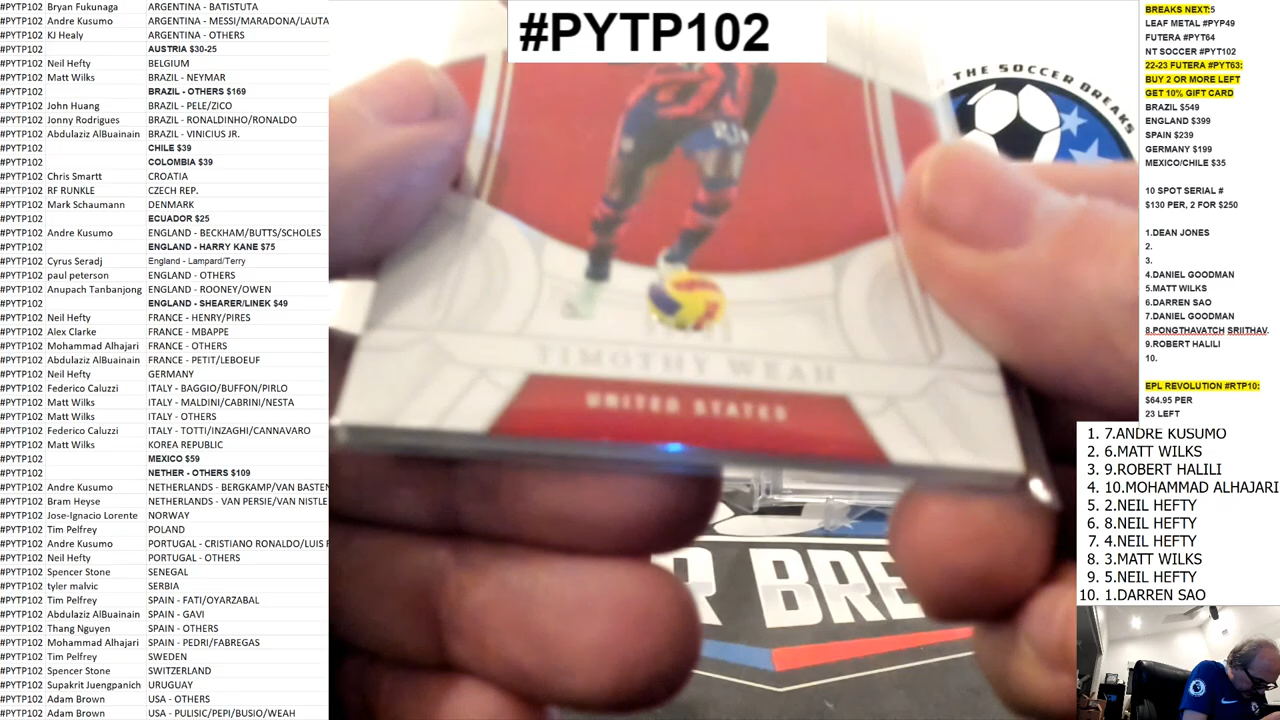 #PYTP102 Bryan Fukunaga ARGENTINA - BATISTUTA
#PYTP102 Andre Kusumo ARGENTINA - MESSI/MARADONA/LAUTA
#PYTP102 KJ Healy ARGENTINA - OTHERS
#PYTP102 AUSTRIA $30-25
#PYTP102 Neil Hefty BELGIUM
#PYTP102 Matt Wilks BRAZIL - NEYMAR
#PYTP102 BRAZIL - OTHERS $169
#PYTP102 John Huang BRAZIL - PELE/ZICO
#PYTP102 Jonny Rodrigues BRAZIL - RONALDINHO/RONALDO
#PYTP102 Abdulaziz AlBuainain BRAZIL - VINICIUS JR.
#PYTP102 CHILE $39
#PYTP102 COLOMBIA $39
#PYTP102 Chris Smartt CROATIA
#PYTP102 RF RUNKLE CZECH REP.
#PYTP102 Mark Schaumann DENMARK
#PYTP102 ECUADOR $25
#PYTP102 Andre Kusumo ENGLAND - BECKHAM/BUTTS/SCHOLES
#PYTP102 ENGLAND - HARRY KANE $75
#PYTP102 Cyrus Seradj England - Lampard/Terry
#PYTP102 paul peterson ENGLAND - OTHERS
#PYTP102 Anupach Tanbanjong ENGLAND - ROONEY/OWEN
#PYTP102 ENGLAND - SHEARER/LINEK $49
#PYTP102 Neil Hefty FRANCE - HENRY/PIRES
#PYTP102 Alex Clarke FRANCE - MBAPPE
#PYTP102 Mohammad Alhajari FRANCE - OTHERS
#PYTP102 Abdulaziz AlBuainain FRANCE - PETIT/LEBOEUF
#PYTP102 Neil Hefty GERMANY
#PYTP102 Federico Caluzzi ITALY - BAGGIO/BUFFON/PIRLO
#PYTP102 Matt Wilks ITALY - MALDINI/CABRINI/NESTA
#PYTP102 Matt Wilks ITALY - OTHERS
#PYTP102 Federico Caluzzi ITALY - TOTTI/INZAGHI/CANNAVARO
#PYTP102 Matt Wilks KOREA REPUBLIC
#PYTP102 MEXICO $59
#PYTP102 NETHER - OTHERS $109
#PYTP102 Andre Kusumo NETHERLANDS - BERGKAMP/VAN BASTEN
#PYTP102 Bram Heyse NETHERLANDS - VAN PERSIE/VAN NISTLE
#PYTP102 Jose-Ignacio Lorente NORWAY
#PYTP102 Tim Pelfrey POLAND
#PYTP102 Andre Kusumo PORTUGAL - CRISTIANO RONALDO/LUIS F
#PYTP102 Neil Hefty PORTUGAL - OTHERS
#PYTP102 Spencer Stone SENEGAL
#PYTP102 tyler malvic SERBIA
#PYTP102 Tim Pelfrey SPAIN - FATI/OYARZABAL
#PYTP102 Abdulaziz AlBuainain SPAIN - GAVI
#PYTP102 Thang Nguyen SPAIN - OTHERS
#PYTP102 Mohammad Alhajari SPAIN - PEDRI/FABREGAS
#PYTP102 Tim Pelfrey SWEDEN
#PYTP102 Spencer Stone SWITZERLAND
#PYTP102 Supakrit Juengpanich URUGUAY
#PYTP102 Adam Brown USA - OTHERS
#PYTP102 Adam Brown USA - PULISIC/PEPI/BUSIO/WEAH
#PYTP102
THE SOCCER BREAKS
TIMOTHY WEAH
UNITED STATES
R BRE
BREAKS NEXT:5
LEAF METAL #PYP49
FUTERA #PYT64
NT SOCCER #PYT102
22-23 FUTERA #PYT63:
BUY 2 OR MORE LEFT
GET 10% GIFT CARD
BRAZIL $549
ENGLAND $399
SPAIN $239
GERMANY $199
MEXICO/CHILE $35
10 SPOT SERIAL #
$130 PER, 2 FOR $250
1.DEAN JONES
2.
3.
4.DANIEL GOODMAN
5.MATT WILKS
6.DARREN SAO
7.DANIEL GOODMAN
8.PONGTHAVATCH SRIITHAV.
9.ROBERT HALILI
10.
EPL REVOLUTION #RTP10:
$64.95 PER
23 LEFT
1. 7.ANDRE KUSUMO
2. 6.MATT WILKS
3. 9.ROBERT HALILI
4. 10.MOHAMMAD ALHAJARI
5. 2.NEIL HEFTY
6. 8.NEIL HEFTY
7. 4.NEIL HEFTY
8. 3.MATT WILKS
9. 5.NEIL HEFTY
10. 1.DARREN SAO